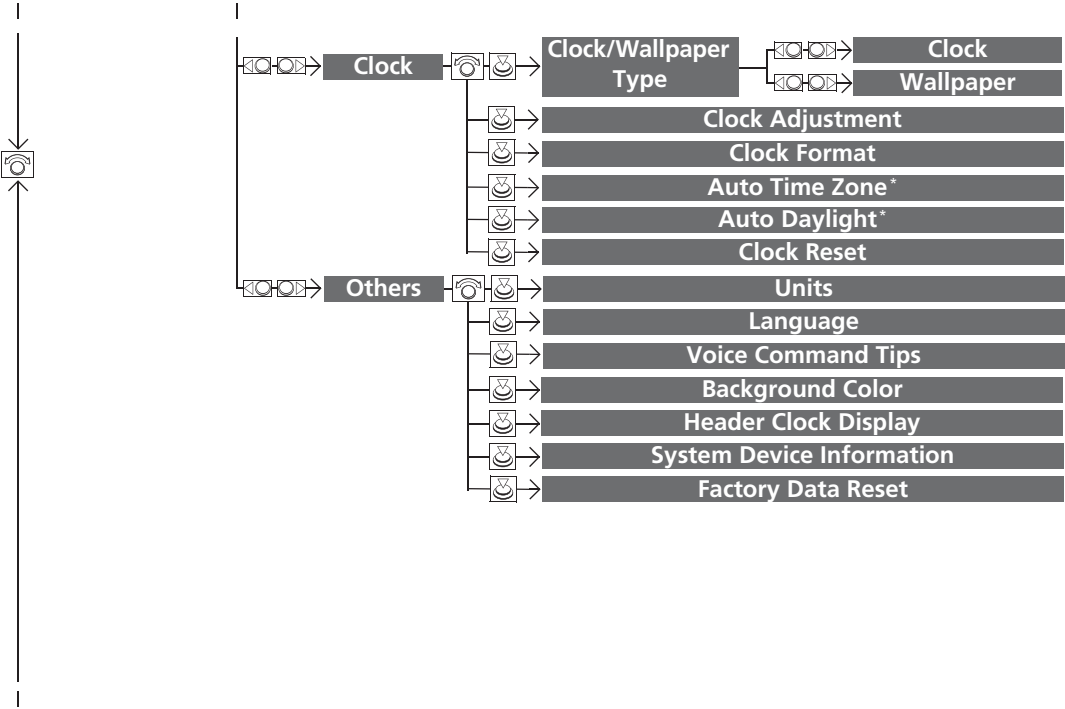 Clock
Clock/Wallpaper
Type
Clock
Wallpaper
Clock Adjustment
Clock Format
Auto Time Zone*
Auto Daylight*
Clock Reset
Others
Units
Language
Voice Command Tips
Background Color
Header Clock Display
System Device Information
Factory Data Reset